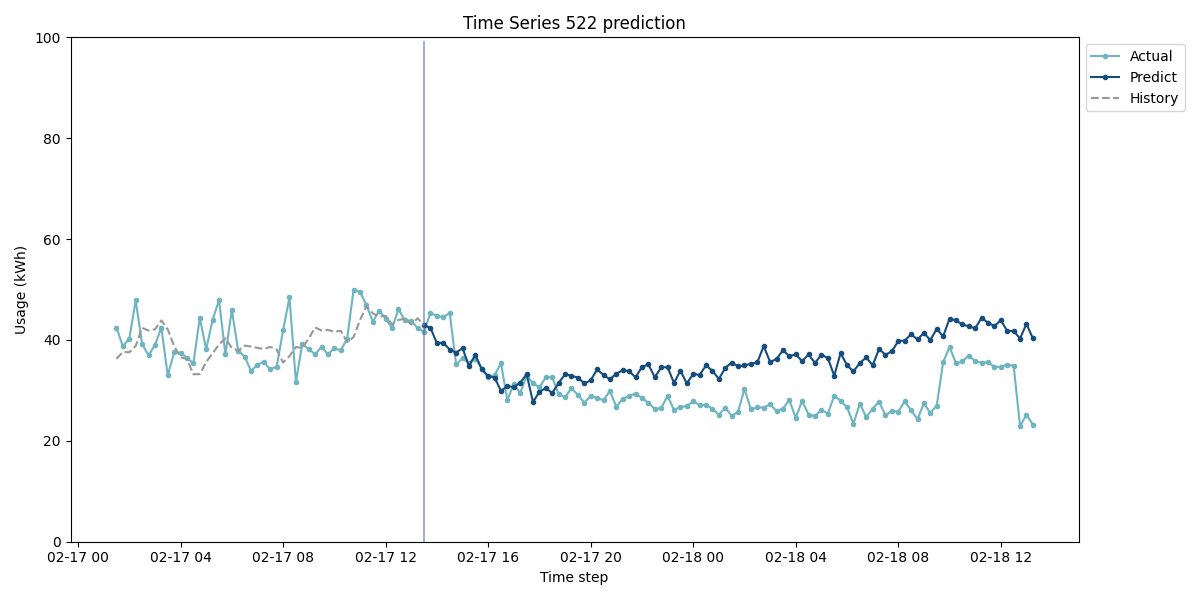 Time Series 522 prediction
Usage (kWh)
100
80
60
40
20
0
02-17 00 02-17 04 02-17 08 02-17 12 02-17 16 02-17 20 02-18 00 02-18 04 02-18 08 02-18 12
Time step
Actual
Predict
History